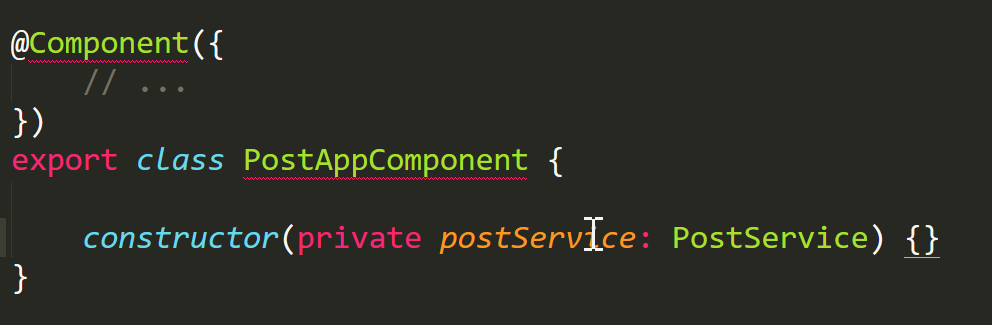 @Component({
    // ...
})
export class PostAppComponent {
    constructor(private postService: PostService) {}
}